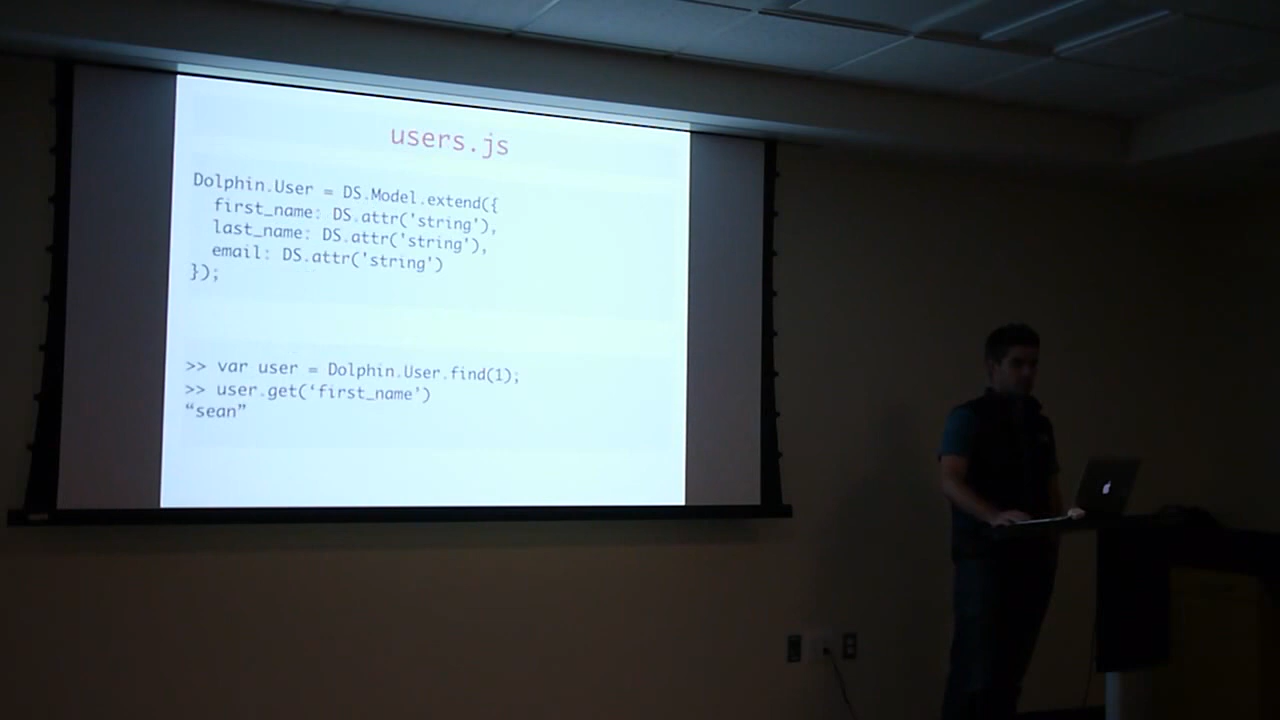 users.js
Dolphin.User = DS.Model.extend({
  first_name: DS.attr('string'),
  last_name: DS.attr('string'),
  email: DS.attr('string')
});
>> var user = Dolphin.User.find(1);
>> user.get(‘first_name’)
“sean”